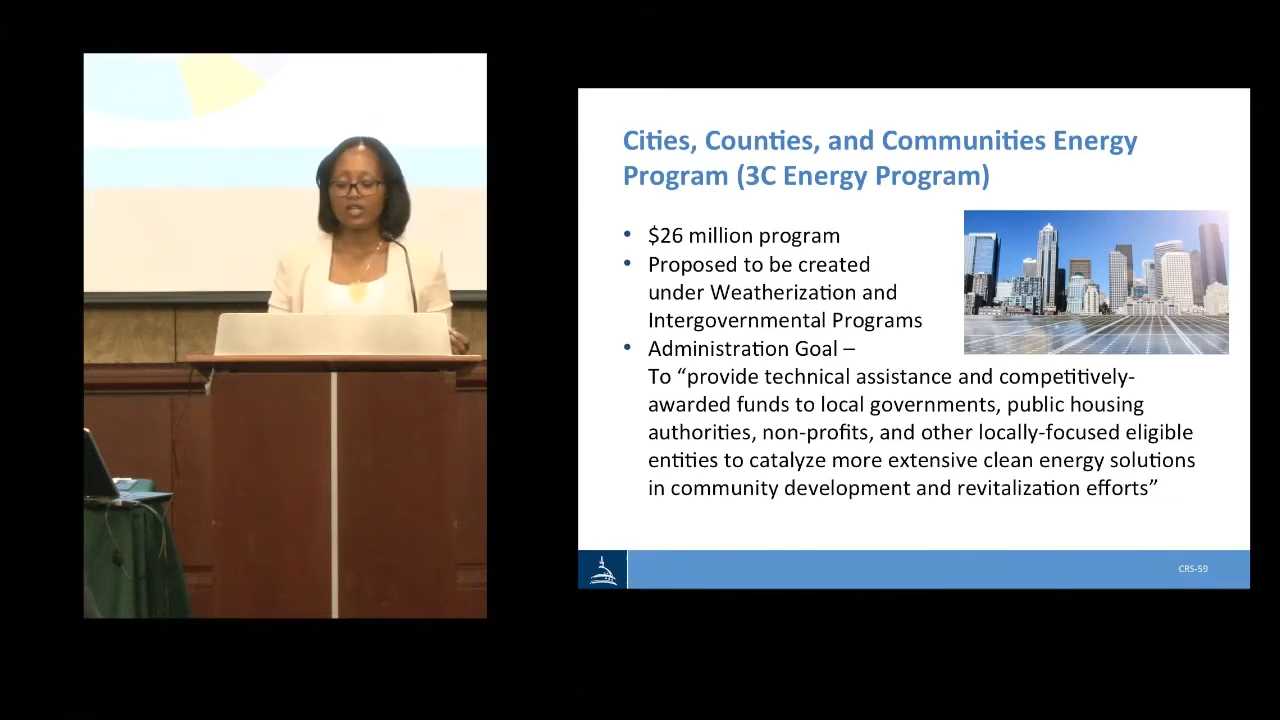 Cities, Counties, and Communities Energy
Program (3C Energy Program)
• $26 million program
• Proposed to be created
under Weatherization and
Intergovernmental Programs
• Administration Goal –
To “provide technical assistance and competitively-
awarded funds to local governments, public housing
authorities, non-profits, and other locally-focused eligible
entities to catalyze more extensive clean energy solutions
in community development and revitalization efforts”
CRS-59